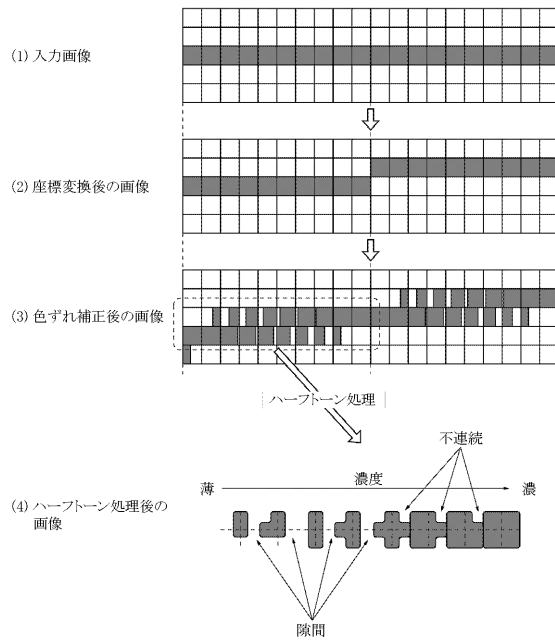 (1) 入力画像
(2) 座標変換後の画像
(3) 色ずれ補正後の画像
ハーフトーン処理
不連続
薄
濃度
濃
(4) ハーフトーン処理後の
画像
隙間